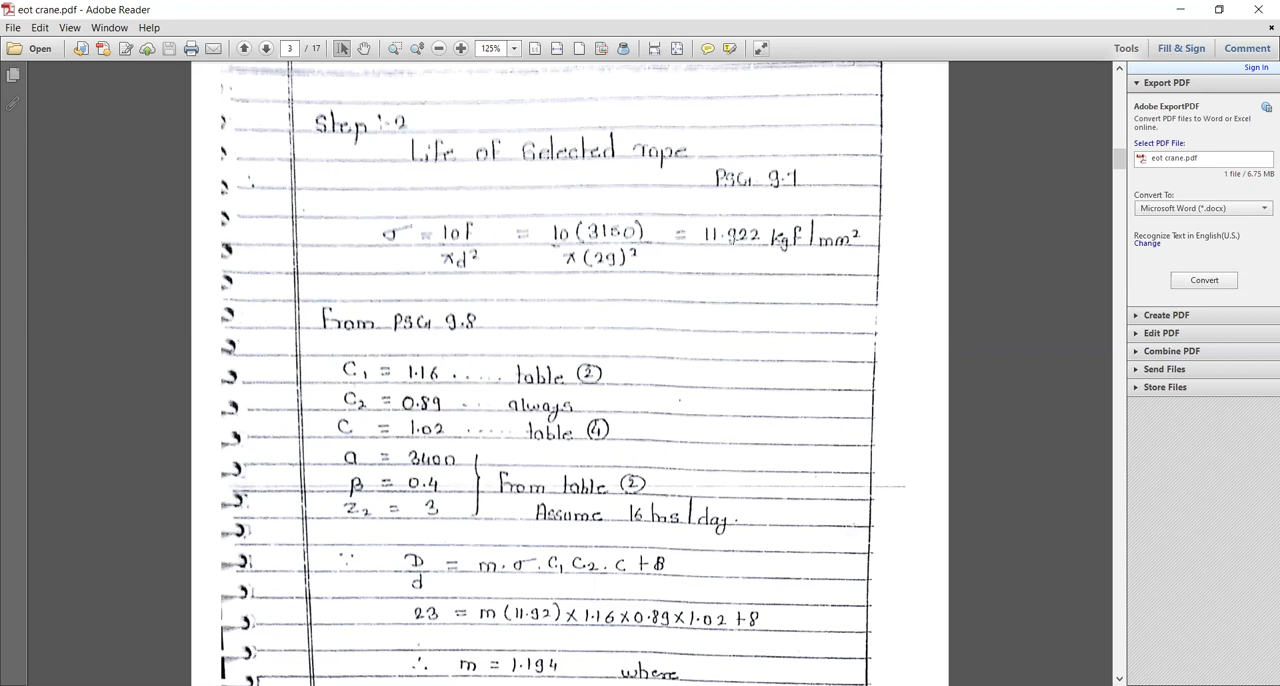 eot crane.pdf - Adobe Reader
File Edit View Window Help
Open 3 / 17 125% Tools Fill & Sign Comment
Sign In
Export PDF
Adobe ExportPDF
Convert PDF files to Word or Excel
online.
Select PDF File:
eot crane.pdf
1 file / 6.75 MB
Convert To:
Microsoft Word (*.docx)
Recognize Text in English(U.S.)
Change
Convert
Create PDF
Edit PDF
Combine PDF
Send Files
Store Files
Step :- 2
Life of Selected rope
PSG 9.1
σ = 10F / πd² = 10(3150) / π(29)² = 11.922 kgf/mm²
From PSG 9.8
C1 = 1.16 ..... table ②
C2 = 0.89 .. always
C = 1.02 ..... table ④
a = 3400
β = 0.4 From table ②
Z2 = 3 Assume 16 hrs/day.
∵ D/d = m.σ.C1 C2.C +8
23 = m(11.92)×1.16×0.89×1.02+8
∴ m = 1.194 where